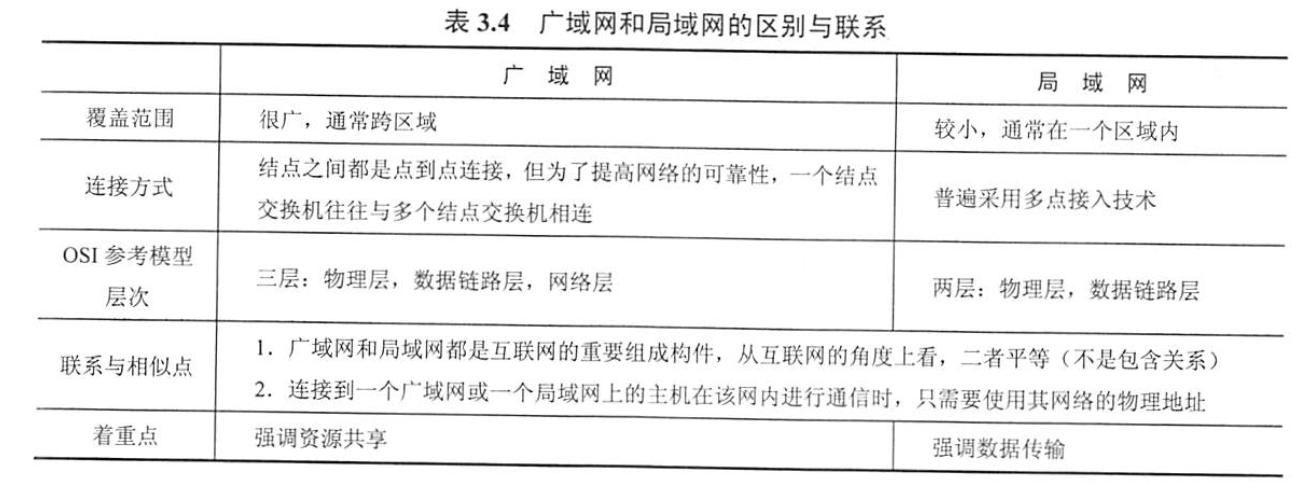 表 3.4 广域网和局域网的区别与联系
广 域 网 局 域 网
覆盖范围 很广，通常跨区域 较小，通常在一个区域内
连接方式 结点之间都是点到点连接，但为了提高网络的可靠性，一个结点
交换机往往与多个结点交换机相连 普遍采用多点接入技术
OSI 参考模型
层次 三层：物理层，数据链路层，网络层 两层：物理层，数据链路层
联系与相似点 1．广域网和局域网都是互联网的重要组成构件，从互联网的角度上看，二者平等（不是包含关系）
2．连接到一个广域网或一个局域网上的主机在该网内进行通信时，只需要使用其网络的物理地址
着重点 强调资源共享 强调数据传输